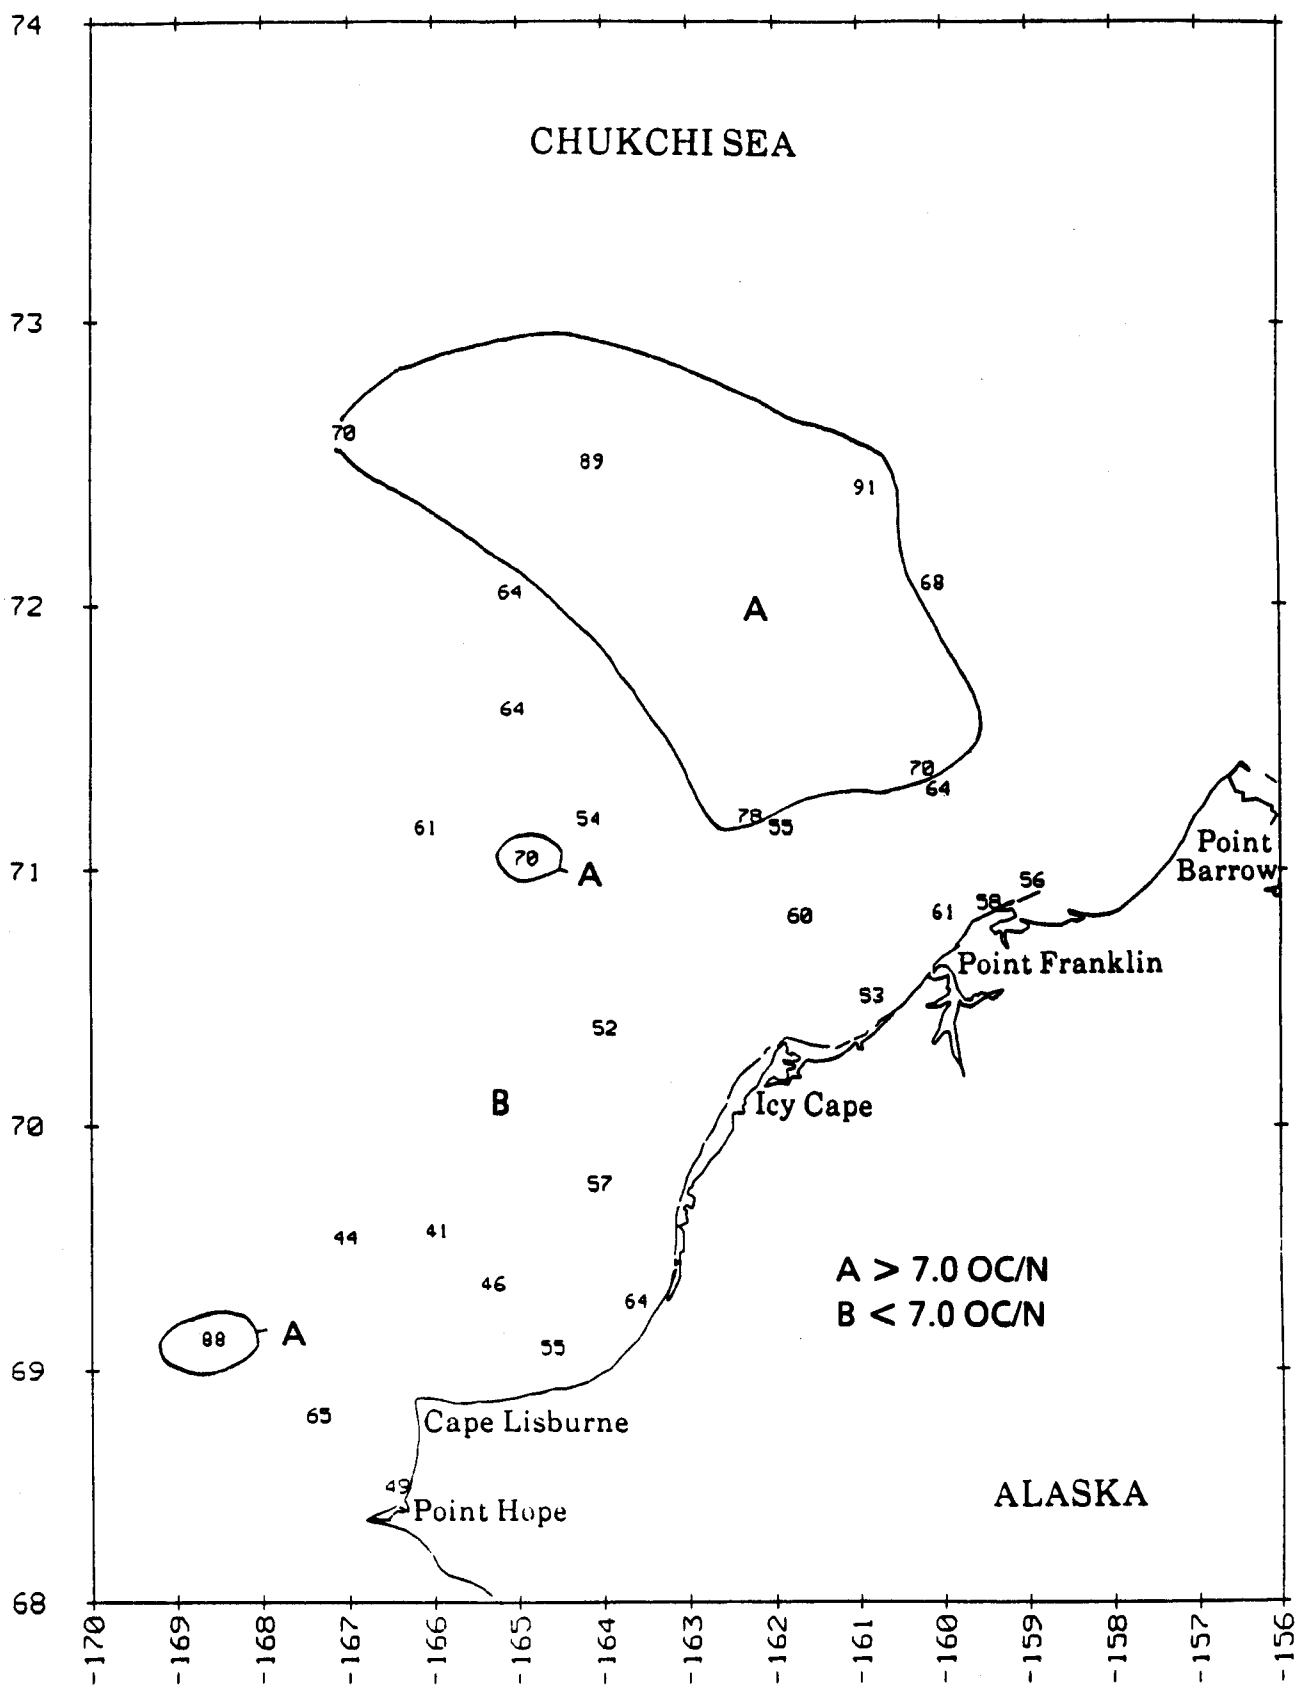 74
CHUKCHI SEA
73
70
89
91
68
64
72
A
64
70
64
78
55
54
61
70
A
71
Point
Barrow
56
58
61
60
Point Franklin
53
52
B
Icy Cape
70
57
41
44
A > 7.0 OC/N
46
64
B < 7.0 OC/N
88
A
55
69
65
Cape Lisburne
49
ALASKA
Point Hope
68
-170 -169 -168 -167 -166 -165 -164 -163 -162 -161 -160 -159 -158 -157 -156